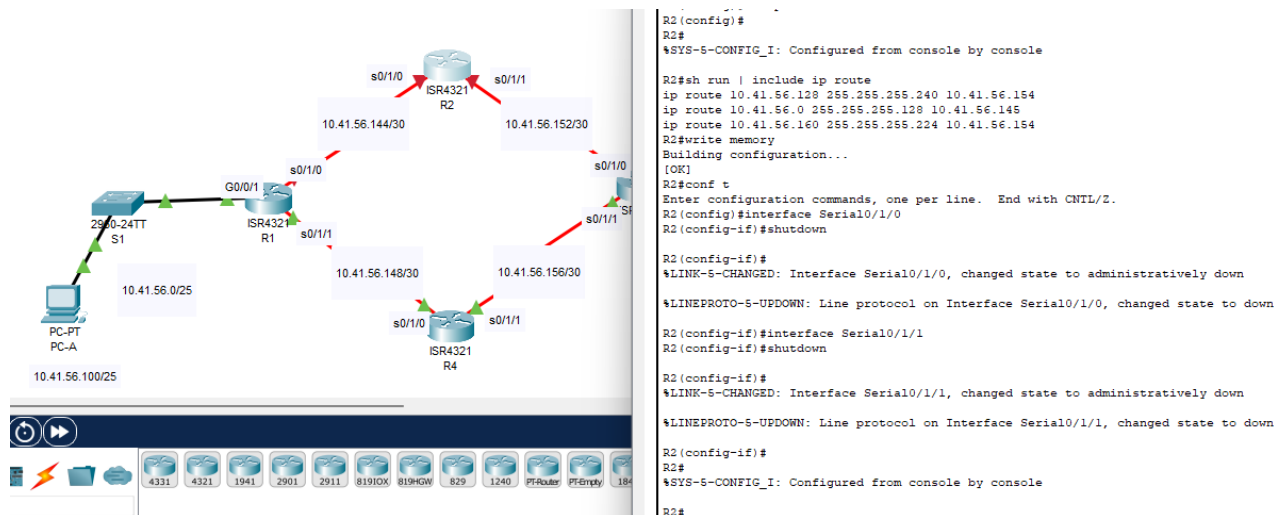 s0/1/0
s0/1/1
ISR4321
R2
10.41.56.144/30
10.41.56.152/30
s0/1/0
s0/1/0
G0/0/1
2960-24TT
S1
ISR4321
R1
s0/1/1
s0/1/1
10.41.56.0/25
10.41.56.148/30
10.41.56.156/30
PC-PT
PC-A
s0/1/0
s0/1/1
ISR4321
R4
10.41.56.100/25
4331
4321
1941
2901
2911
819IOX
819HGW
829
1240
PT-Router
PT-Empty
R2(config)#
R2#
%SYS-5-CONFIG_I: Configured from console by console
R2#sh run | include ip route
ip route 10.41.56.128 255.255.255.240 10.41.56.154
ip route 10.41.56.0 255.255.255.128 10.41.56.145
ip route 10.41.56.160 255.255.255.224 10.41.56.154
R2#write memory
Building configuration...
[OK]
R2#conf t
Enter configuration commands, one per line.  End with CNTL/Z.
R2(config)#interface Serial0/1/0
R2(config-if)#shutdown
R2(config-if)#
%LINK-5-CHANGED: Interface Serial0/1/0, changed state to administratively down
%LINEPROTO-5-UPDOWN: Line protocol on Interface Serial0/1/0, changed state to down
R2(config-if)#interface Serial0/1/1
R2(config-if)#shutdown
R2(config-if)#
%LINK-5-CHANGED: Interface Serial0/1/1, changed state to administratively down
%LINEPROTO-5-UPDOWN: Line protocol on Interface Serial0/1/1, changed state to down
R2(config-if)#
R2#
%SYS-5-CONFIG_I: Configured from console by console
R2#